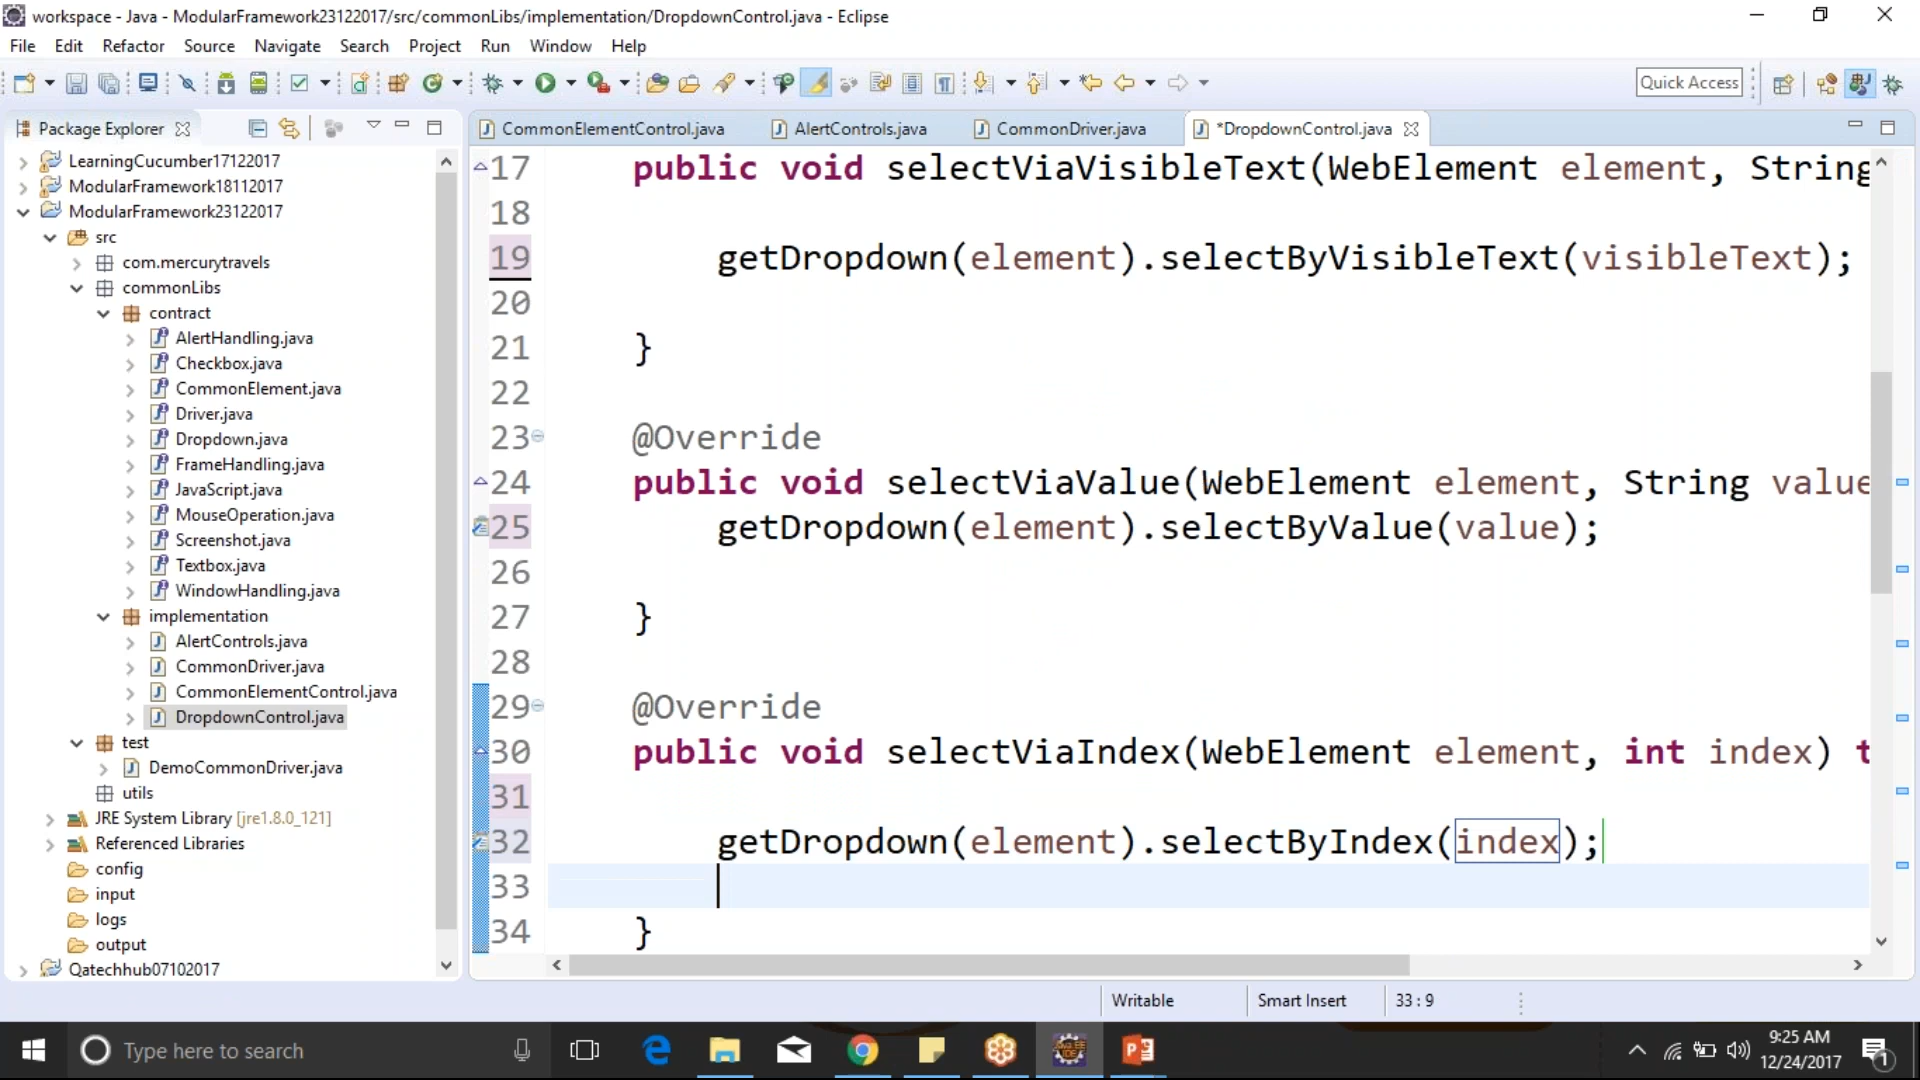 workspace - Java - ModularFramework23122017/src/commonLibs/implementation/DropdownControl.java - Eclipse
File Edit Refactor Source Navigate Search Project Run Window Help
Quick Access
Package Explorer
LearningCucumber17122017
ModularFramework18112017
ModularFramework23122017
src
com.mercurytravels
commonLibs
contract
AlertHandling.java
Checkbox.java
CommonElement.java
Driver.java
Dropdown.java
FrameHandling.java
JavaScript.java
MouseOperation.java
Screenshot.java
Textbox.java
WindowHandling.java
implementation
AlertControls.java
CommonDriver.java
CommonElementControl.java
DropdownControl.java
test
DemoCommonDriver.java
utils
JRE System Library [jre1.8.0_121]
Referenced Libraries
config
input
logs
output
Qatechhub07102017
CommonElementControl.java AlertControls.java CommonDriver.java *DropdownControl.java
17 public void selectViaVisibleText(WebElement element, String
18
19 getDropdown(element).selectByVisibleText(visibleText);
20
21 }
22
23 @Override
24 public void selectViaValue(WebElement element, String value
25 getDropdown(element).selectByValue(value);
26
27 }
28
29 @Override
30 public void selectViaIndex(WebElement element, int index) t
31
32 getDropdown(element).selectByIndex(index);
33
34 }
Writable Smart Insert 33 : 9
Type here to search
9:25 AM
12/24/2017
1